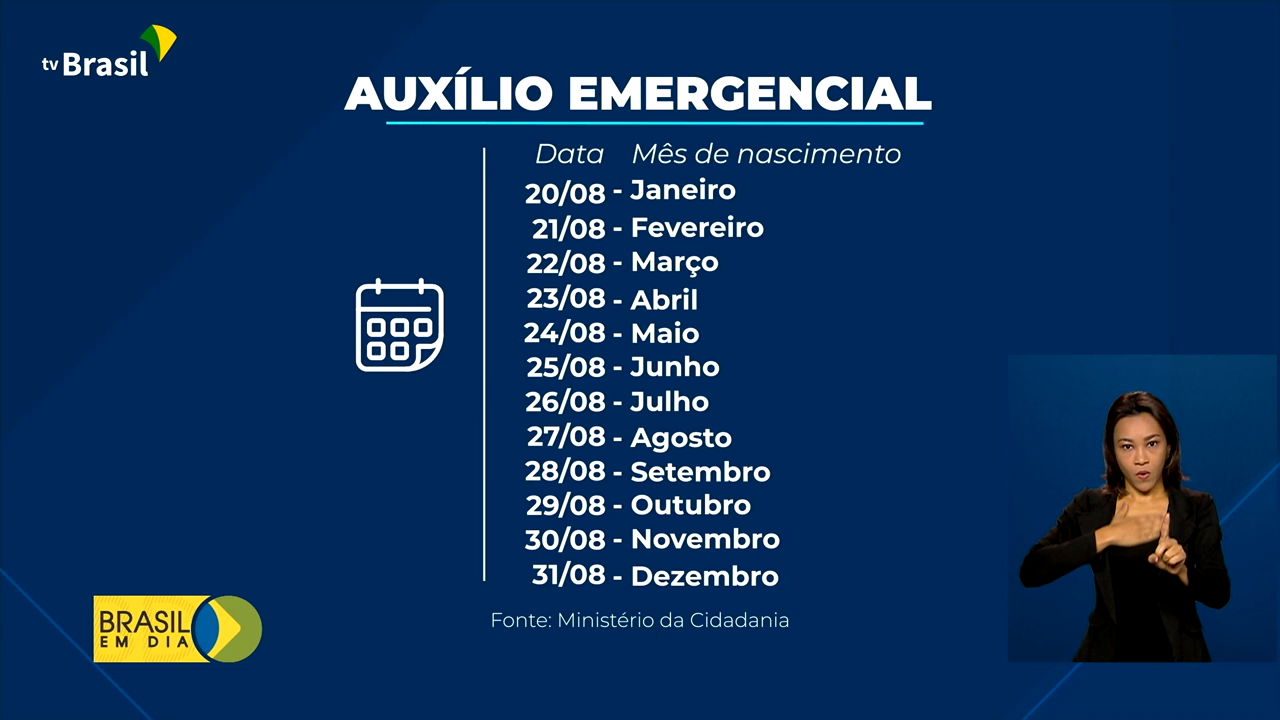 tv Brasil
AUXÍLIO EMERGENCIAL
Data Mês de nascimento
20/08 - Janeiro
21/08 - Fevereiro
22/08 - Março
23/08 - Abril
24/08 - Maio
25/08 - Junho
26/08 - Julho
27/08 - Agosto
28/08 - Setembro
29/08 - Outubro
30/08 - Novembro
31/08 - Dezembro
Fonte: Ministério da Cidadania
BRASIL
EM DIA